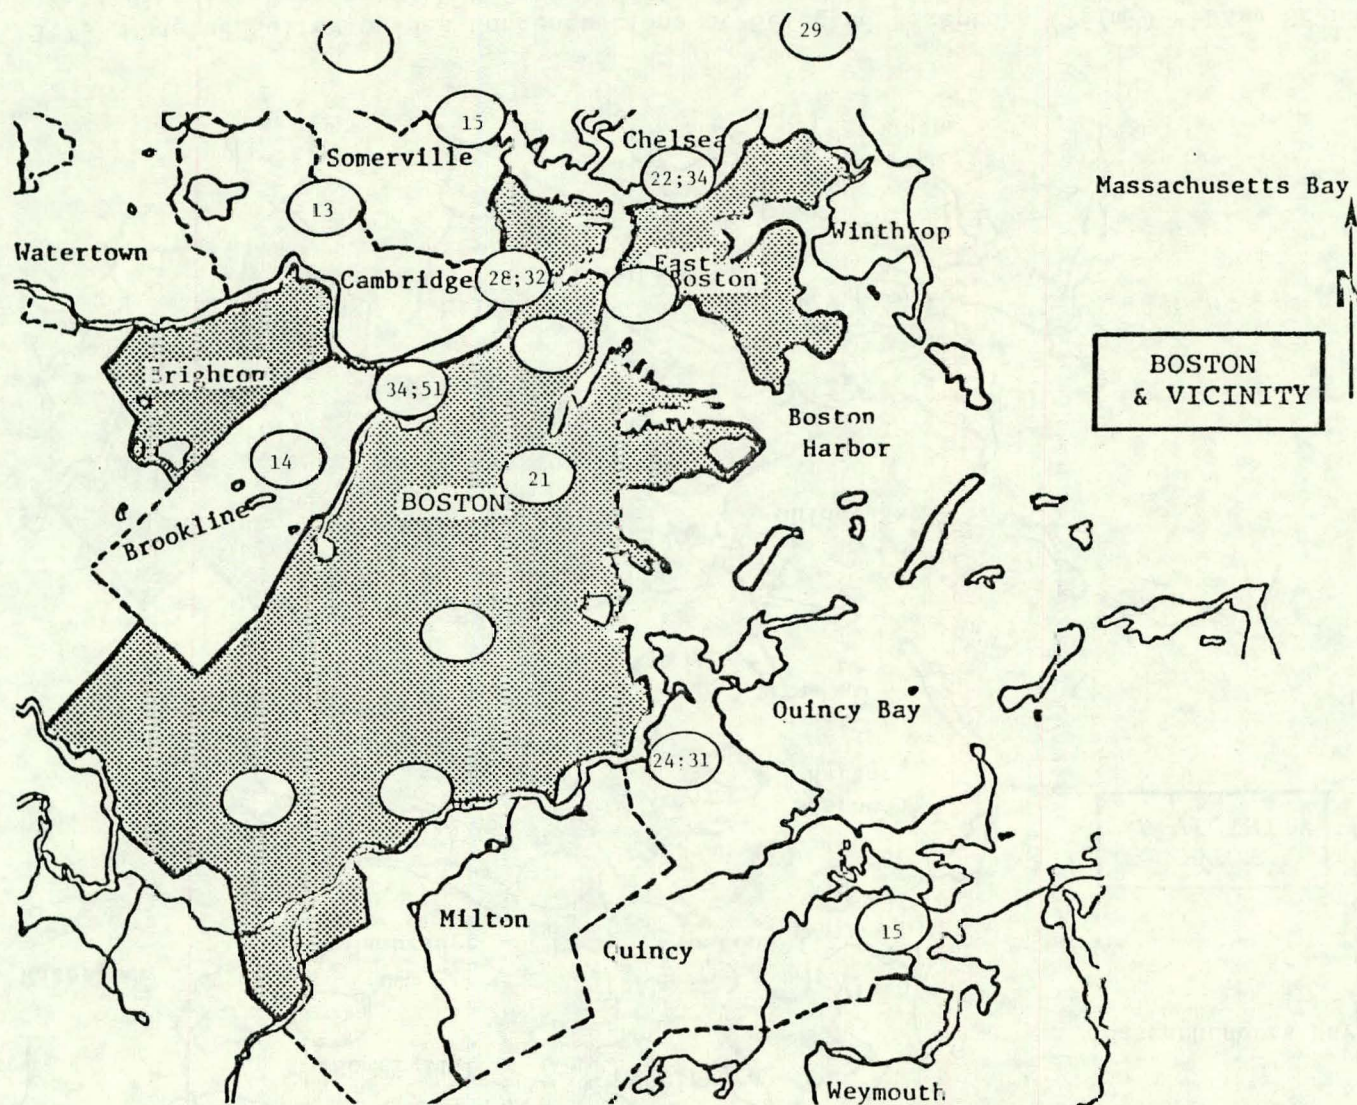 29
15
Chelsea
Somerville
22;34
Massachusetts Bay
13
Winthrop
Watertown
East
Boston
Cambridge
28;32
N
BOSTON
& VICINITY
Brighton
34;51
Boston
Harbor
14
21
BOSTON
Brookline
Quincy Bay
24:31
Milton
15
Quincy
Weymouth